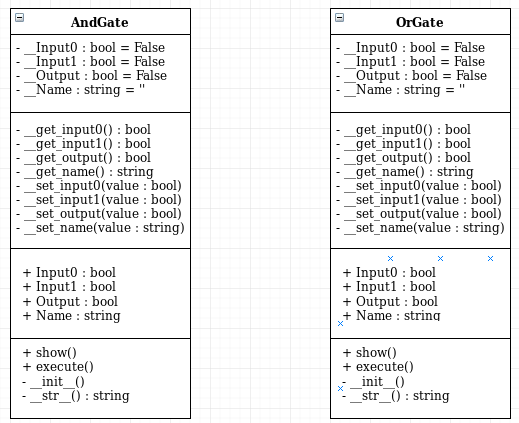 AndGate
- __Input0 : bool = False
- __Input1 : bool = False
- __Output : bool = False
- __Name : string = ''
- __get_input0() : bool
- __get_input1() : bool
- __get_output() : bool
- __get_name() : string
- __set_input0(value : bool)
- __set_input1(value : bool)
- __set_output(value : bool)
- __set_name(value : string)
+ Input0 : bool
+ Input1 : bool
+ Output : bool
+ Name : string
+ show()
+ execute()
- __init__()
- __str__() : string
OrGate
- __Input0 : bool = False
- __Input1 : bool = False
- __Output : bool = False
- __Name : string = ''
- __get_input0() : bool
- __get_input1() : bool
- __get_output() : bool
- __get_name() : string
- __set_input0(value : bool)
- __set_input1(value : bool)
- __set_output(value : bool)
- __set_name(value : string)
+ Input0 : bool
+ Input1 : bool
+ Output : bool
+ Name : string
+ show()
+ execute()
- __init__()
- __str__() : string